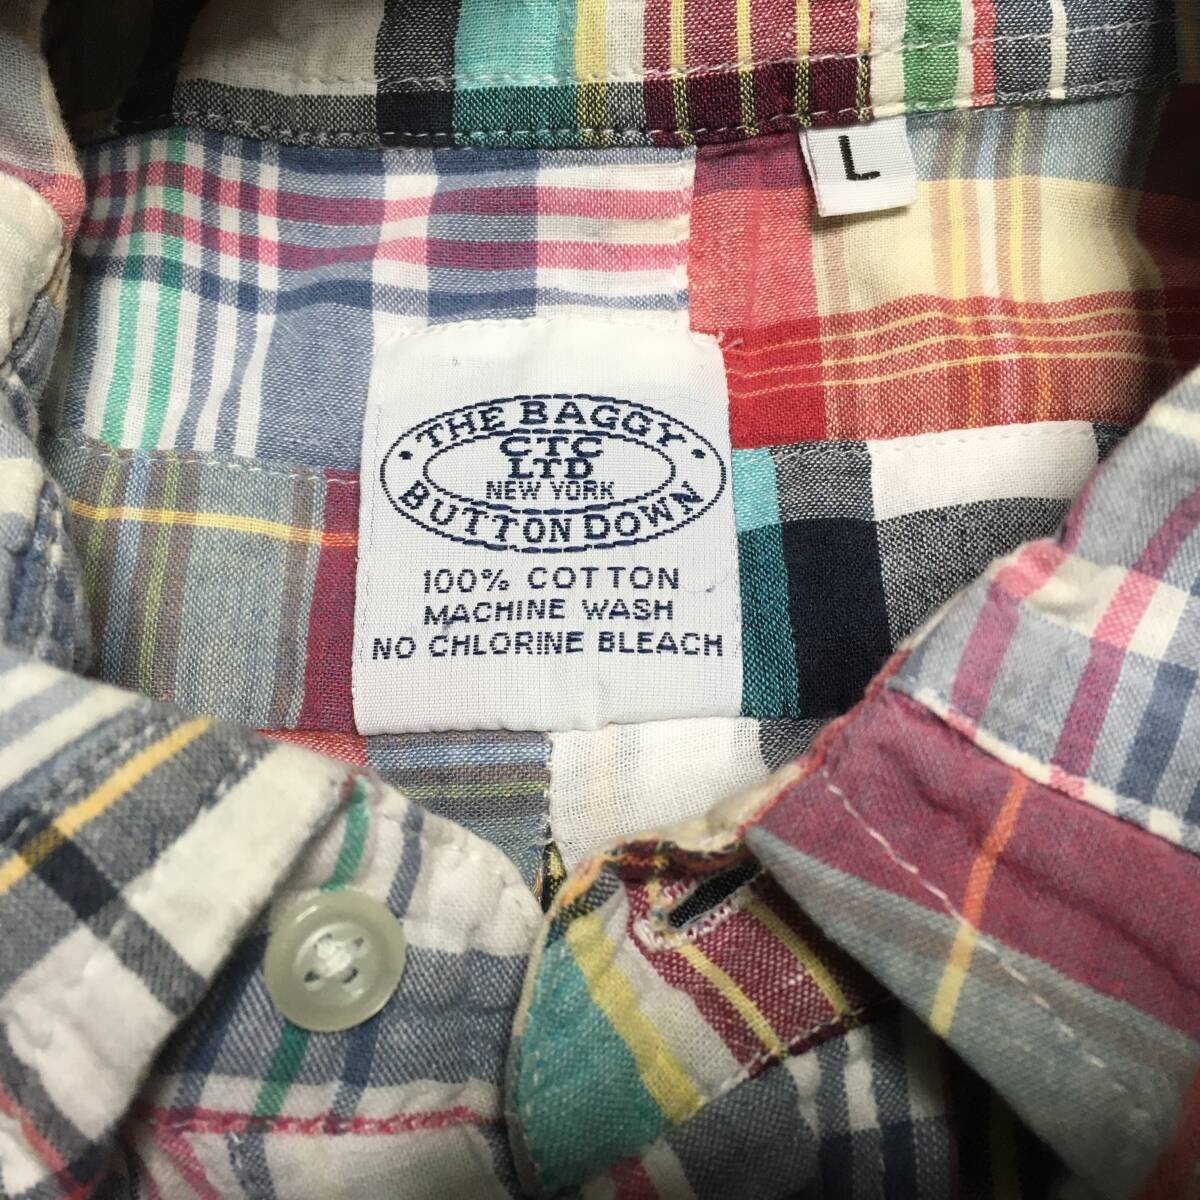 L
THE BAGGY
CTC
LTD
NEW YORK
BUTTON DOWN
100% COTTON
MACHINE WASH
NO CHLORINE BLEACH